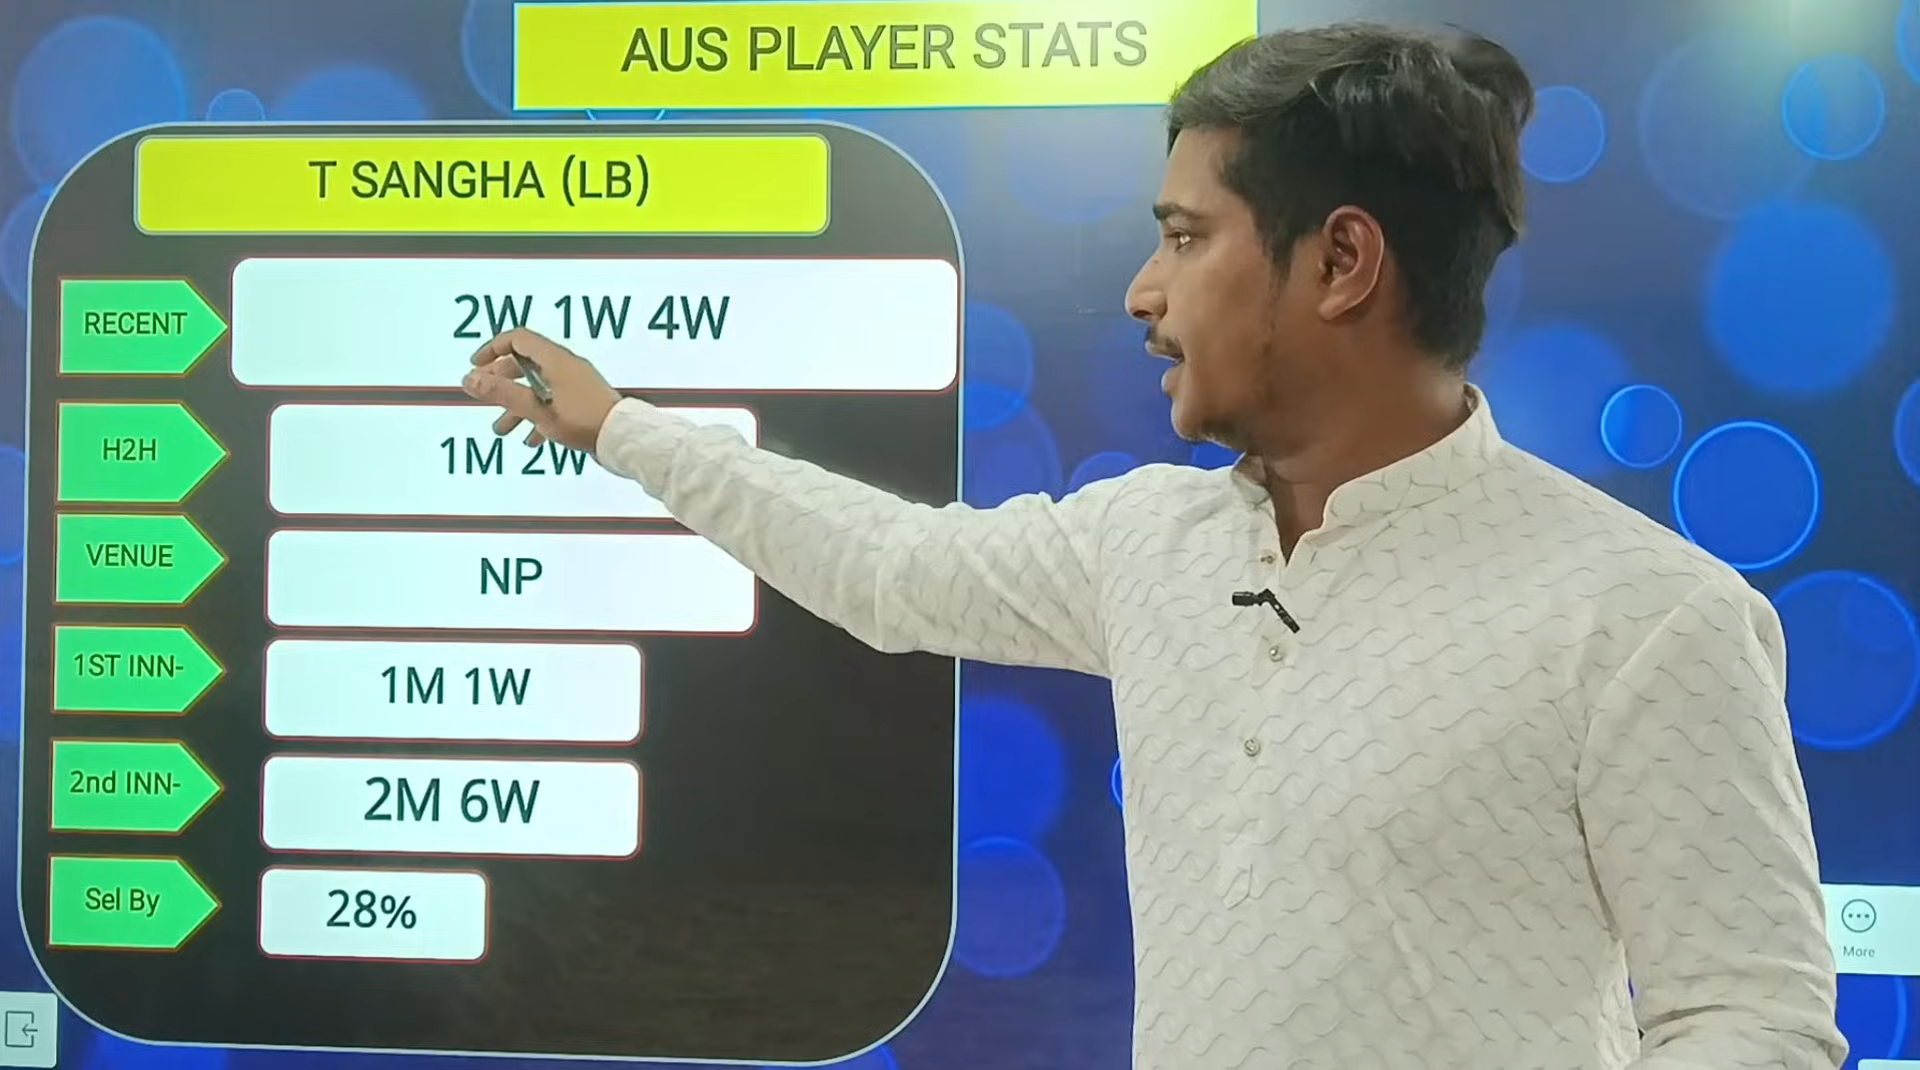 AUS PLAYER STATS
T SANGHA (LB)
RECENT
2W 1W 4W
H2H
1M 2W
VENUE
NP
1ST INN-
1M 1W
2nd INN-
2M 6W
Sel By
28%
More